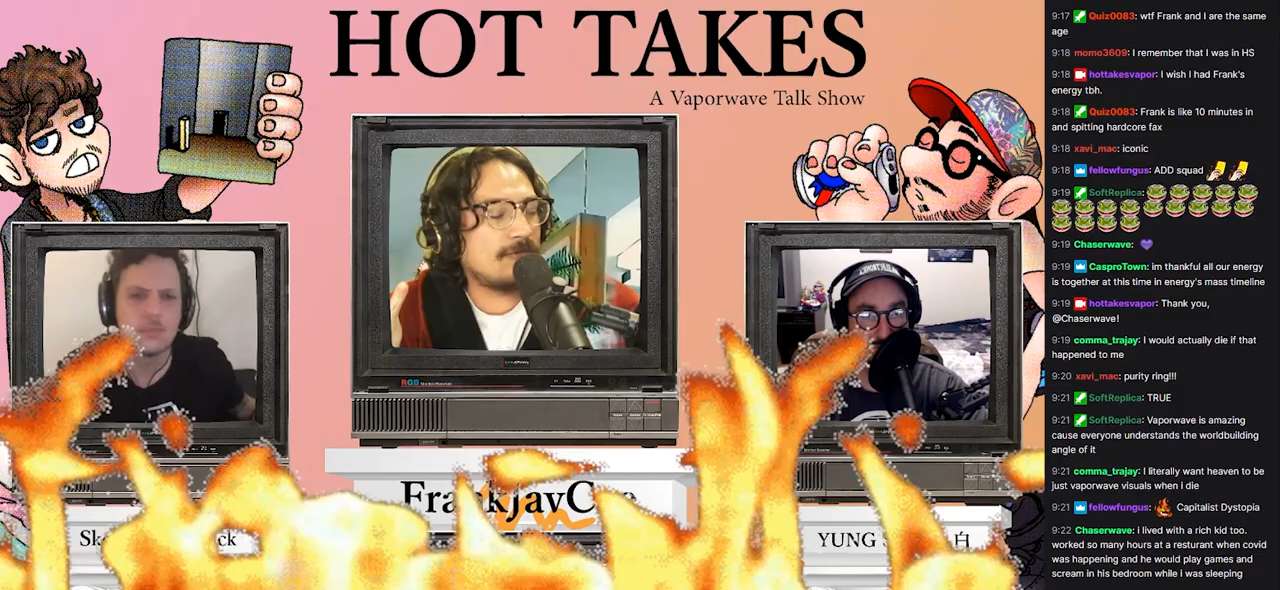 HOT TAKES
A Vaporwave Talk Show
RGB
YUNG
白
9:17 Quiz0083: wtf Frank and I are the same
age
9:18 momo3609: I remember that I was in HS
9:18 hottakesvapor: I wish I had Frank's
energy tbh.
9:18 Quiz0083: Frank is like 10 minutes in
and spitting hardcore fax
9:18 xavi_mac: iconic
9:18 fellowfungus: ADD squad
9:19 SoftReplica:
9:19 Chaserwave:
9:19 CasproTown: im thankful all our energy
is together at this time in energy's mass timeline
9:19 hottakesvapor: Thank you,
@Chaserwave!
9:19 comma_trajay: I would actually die if that
happened to me
9:20 xavi_mac: purity ring!!!
9:21 SoftReplica: TRUE
9:21 SoftReplica: Vaporwave is amazing
cause everyone understands the worldbuilding
angle of it
9:21 comma_trajay: I literally want heaven to be
just vaporwave visuals when i die
9:21 fellowfungus: Capitalist Dystopia
9:22 Chaserwave: i lived with a rich kid too.
worked so many hours at a resturant when covid
was happening and he would play games and
scream in his bedroom while i was sleeping